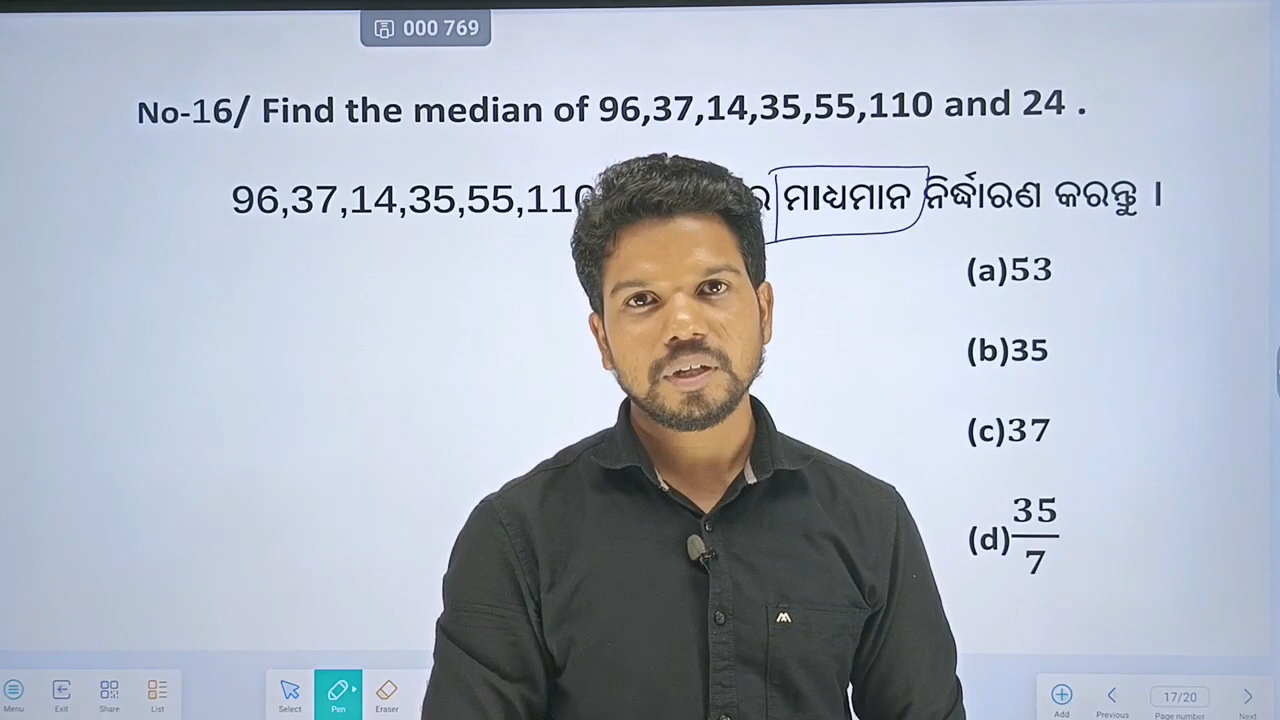 000 769
No-16/ Find the median of 96,37,14,35,55,110 and 24 .
96,37,14,35,55,110 ମାଧ୍ୟମାନ ନିର୍ଦ୍ଧାରଣ କରନ୍ତୁ ।
(a)53
(b)35
(c)37
(d)35/7
Menu Exit Share List Select Pen Eraser Add Previous 17/20 Page number Next